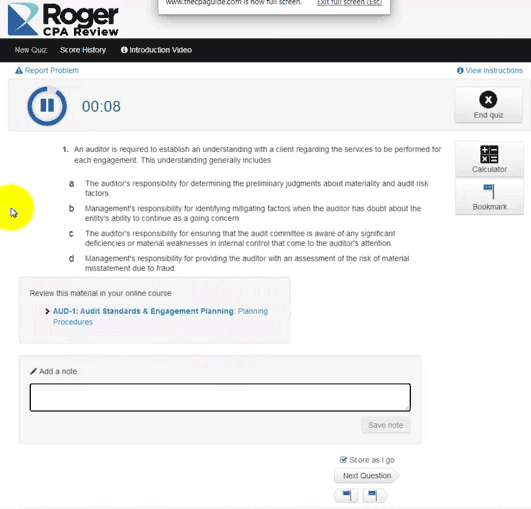 www.thecpaguide.com is now full screen. Exit full screen (Esc)
Roger
CPA Review
New Quiz Score History Introduction Video
Report Problem View Instructions
00:08
End quiz
1. An auditor is required to establish an understanding with a client regarding the services to be performed for
each engagement. This understanding generally includes
Calculator
a The auditor's responsibility for determining the preliminary judgments about materiality and audit risk
factors.
b Management's responsibility for identifying mitigating factors when the auditor has doubt about the
entity's ability to continue as a going concern
Bookmark
c The auditor's responsibility for ensuring that the audit committee is aware of any significant
deficiencies or material weaknesses in internal control that come to the auditor's attention.
d Management's responsibility for providing the auditor with an assessment of the risk of material
misstatement due to fraud.
Review this material in your online course
AUD-1: Audit Standards & Engagement Planning: Planning
Procedures
Add a note
Save note
Score as I go
Next Question